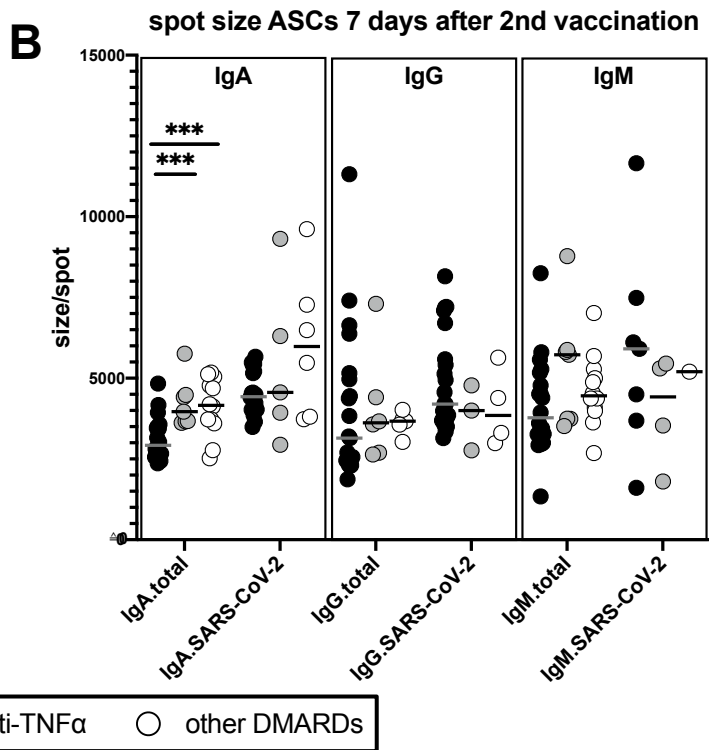 spot size ASCs 7 days after 2nd vaccination
B
15000
10000
5000
0
size/spot
IgA
IgG
IgM
***
***
IgA.total
IgA.SARS-CoV-2
IgG.total
IgG.SARS-CoV-2
IgM.total
IgM.SARS-CoV-2
ti-TNFα other DMARDs